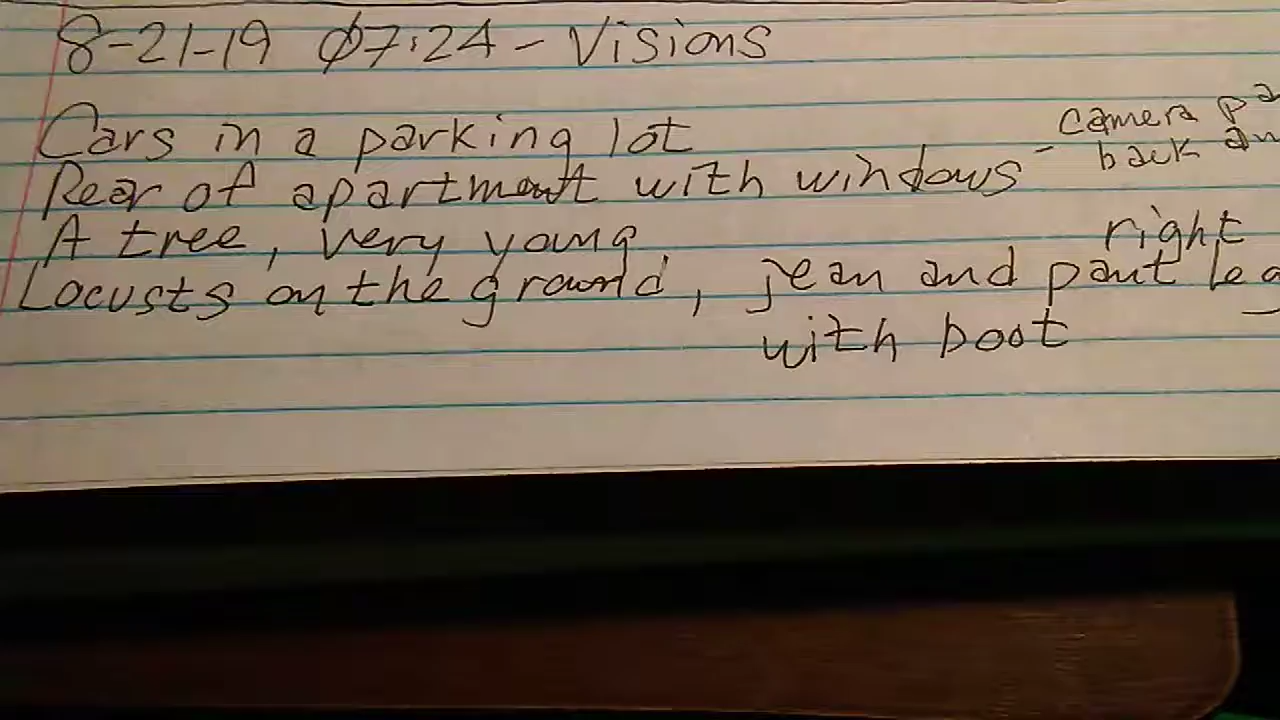 8-21-19 07:24 - Visions
Cars in a parking lot
Rear of apartment with windows - camera
back
A tree, very young
right
Locusts on the ground, jean and pant
with boot